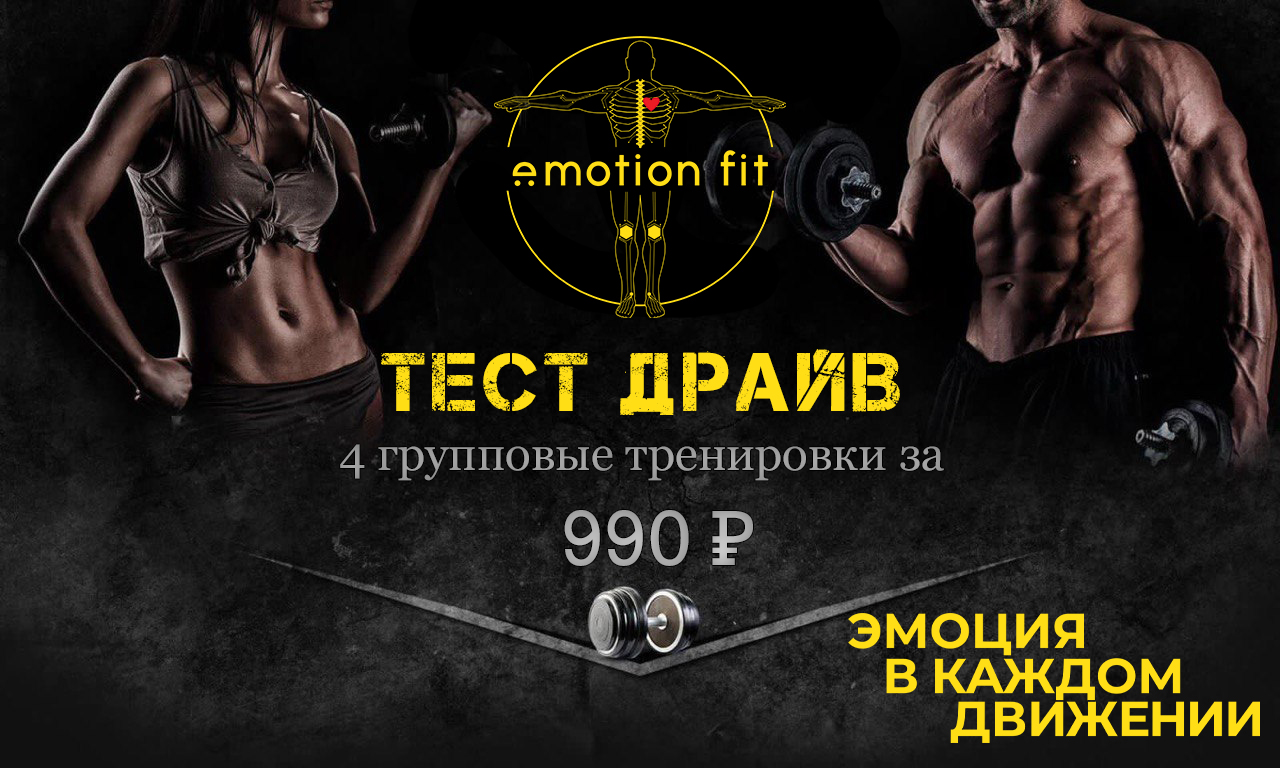 emotion fit
ТЕСТ ДРАЙВ
4 групповые тренировки за
990 ₽
ЭМОЦИЯ
В КАЖДОМ
ДВИЖЕНИИ